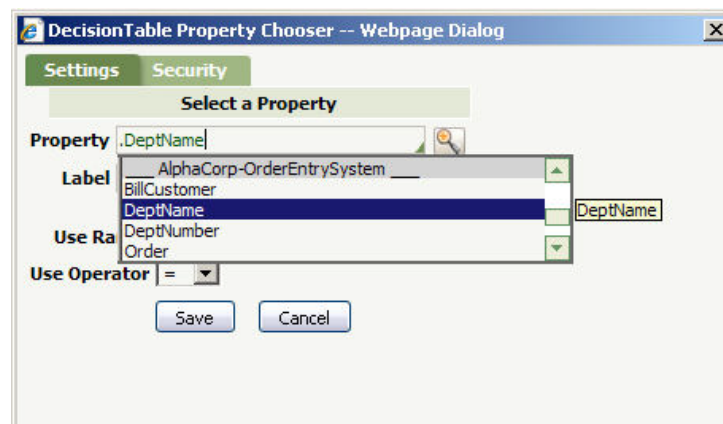 DecisionTable Property Chooser -- Webpage Dialog
Settings Security
Select a Property
Property .DeptName
Label ___ AlphaCorp-OrderEntrySystem ___
BillCustomer
DeptName DeptName
Use Ra DeptNumber
Order
Use Operator =
Save Cancel